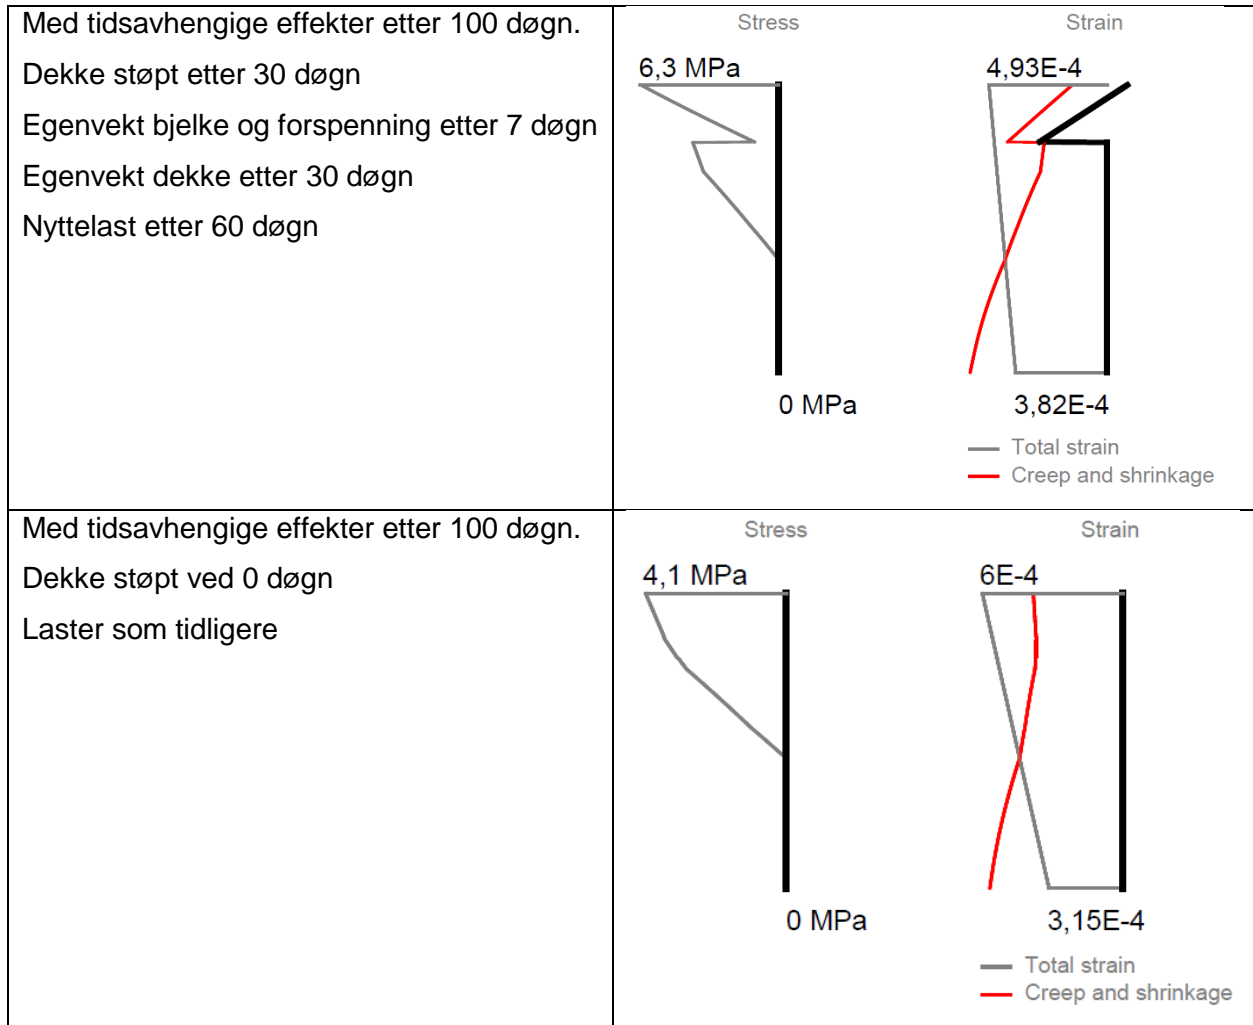 Med tidsavhengige effekter etter 100 døgn.
Dekke støpt etter 30 døgn
Egenvekt bjelke og forspenning etter 7 døgn
Egenvekt dekke etter 30 døgn
Nyttelast etter 60 døgn
Stress
Strain
6,3 MPa
4,93E-4
0 MPa
3,82E-4
Total strain
Creep and shrinkage
Med tidsavhengige effekter etter 100 døgn.
Dekke støpt ved 0 døgn
Laster som tidligere
Stress
Strain
4,1 MPa
6E-4
0 MPa
3,15E-4
Total strain
Creep and shrinkage